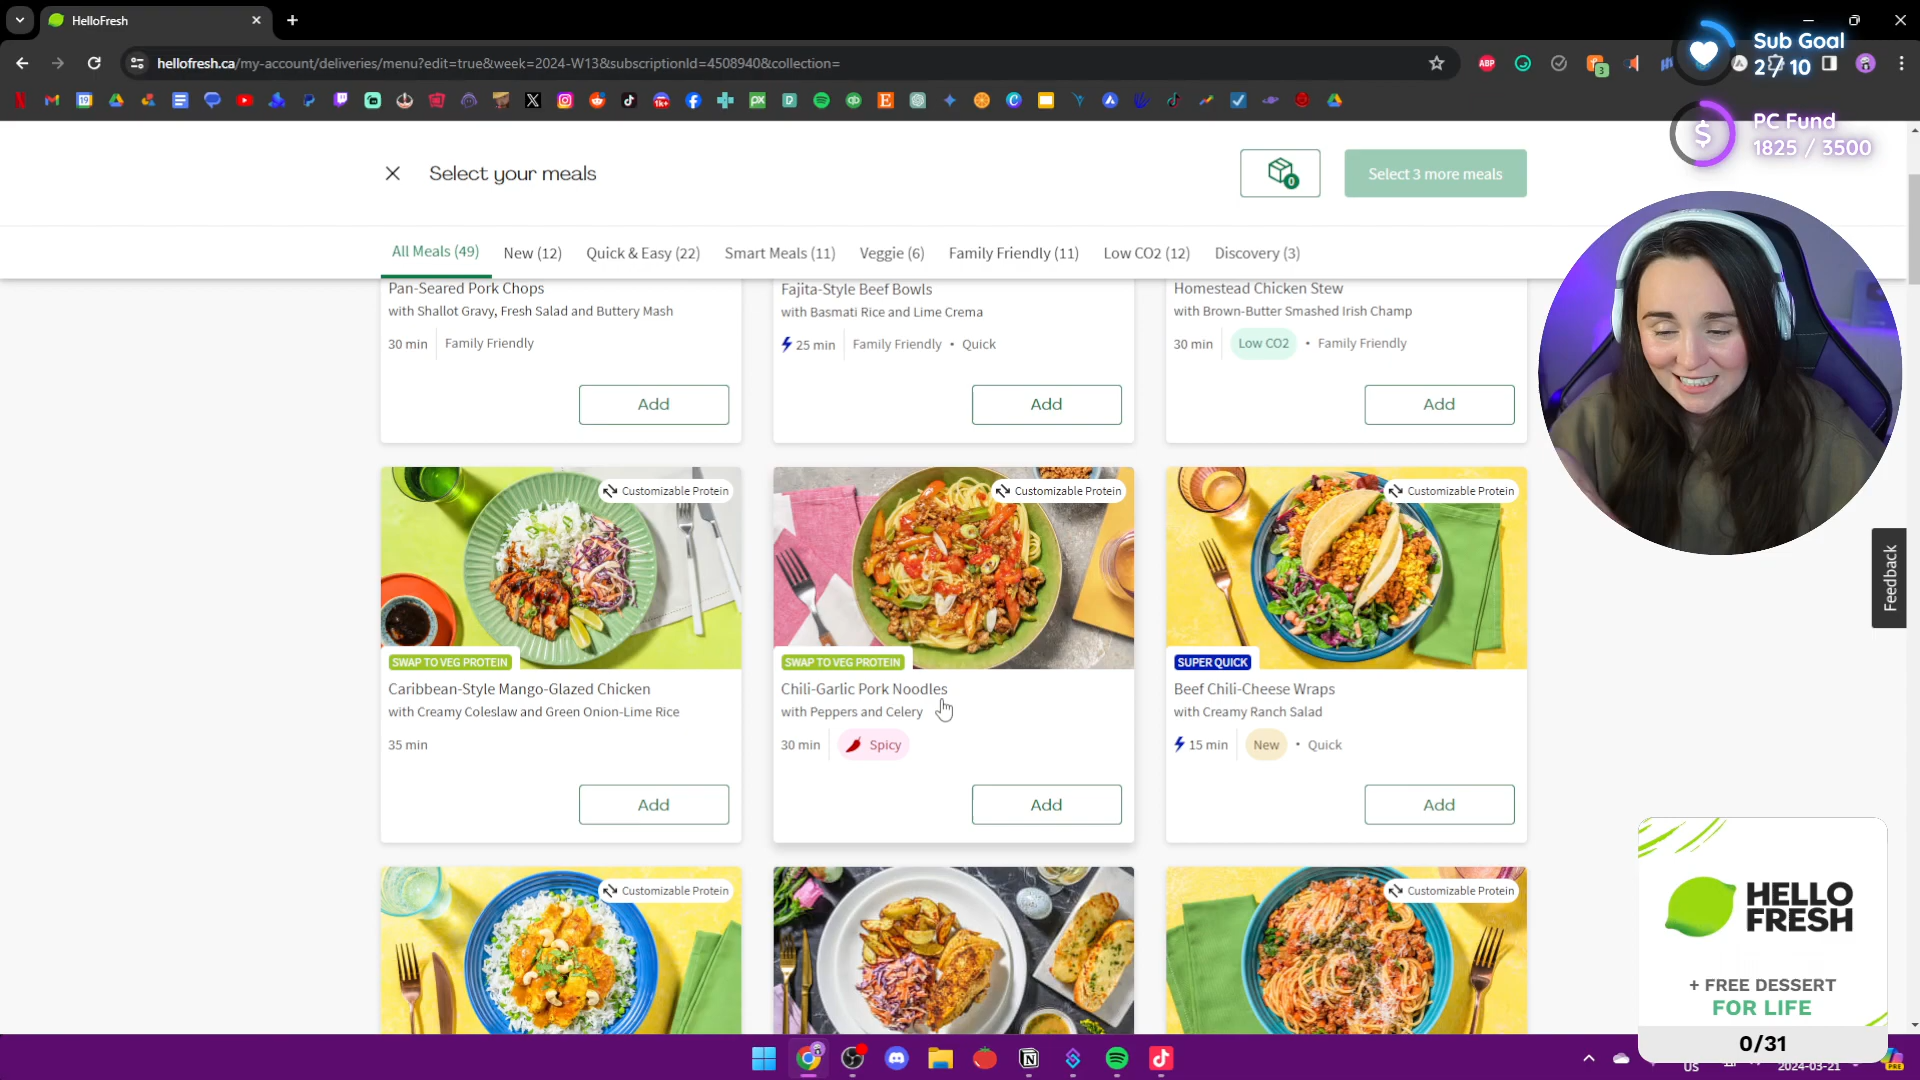 HelloFresh
hellofresh.ca/my-account/deliveries/menu?edit=true&week=2024-W13&subscriptionId=4508940&collection=
ABP
3
Sub Goal
2 / 10
PC Fund
1825 / 3500
Select your meals
0
Select 3 more meals
All Meals (49)
New (12)
Quick & Easy (22)
Smart Meals (11)
Veggie (6)
Family Friendly (11)
Low CO2 (12)
Discovery (3)
Pan-Seared Pork Chops
with Shallot Gravy, Fresh Salad and Buttery Mash
30 min
Family Friendly
Add
Fajita-Style Beef Bowls
with Basmati Rice and Lime Crema
25 min
Family Friendly • Quick
Add
Homestead Chicken Stew
with Brown-Butter Smashed Irish Champ
30 min
Low CO2 • Family Friendly
Add
Customizable Protein
SWAP TO VEG PROTEIN
Caribbean-Style Mango-Glazed Chicken
with Creamy Coleslaw and Green Onion-Lime Rice
35 min
Add
Customizable Protein
SWAP TO VEG PROTEIN
Chili-Garlic Pork Noodles
with Peppers and Celery
30 min
Spicy
Add
Customizable Protein
SUPER QUICK
Beef Chili-Cheese Wraps
with Creamy Ranch Salad
15 min
New • Quick
Add
Customizable Protein
Customizable Protein
Feedback
HELLO
FRESH
+ FREE DESSERT
FOR LIFE
0/31
US
2024-03-21
PRE